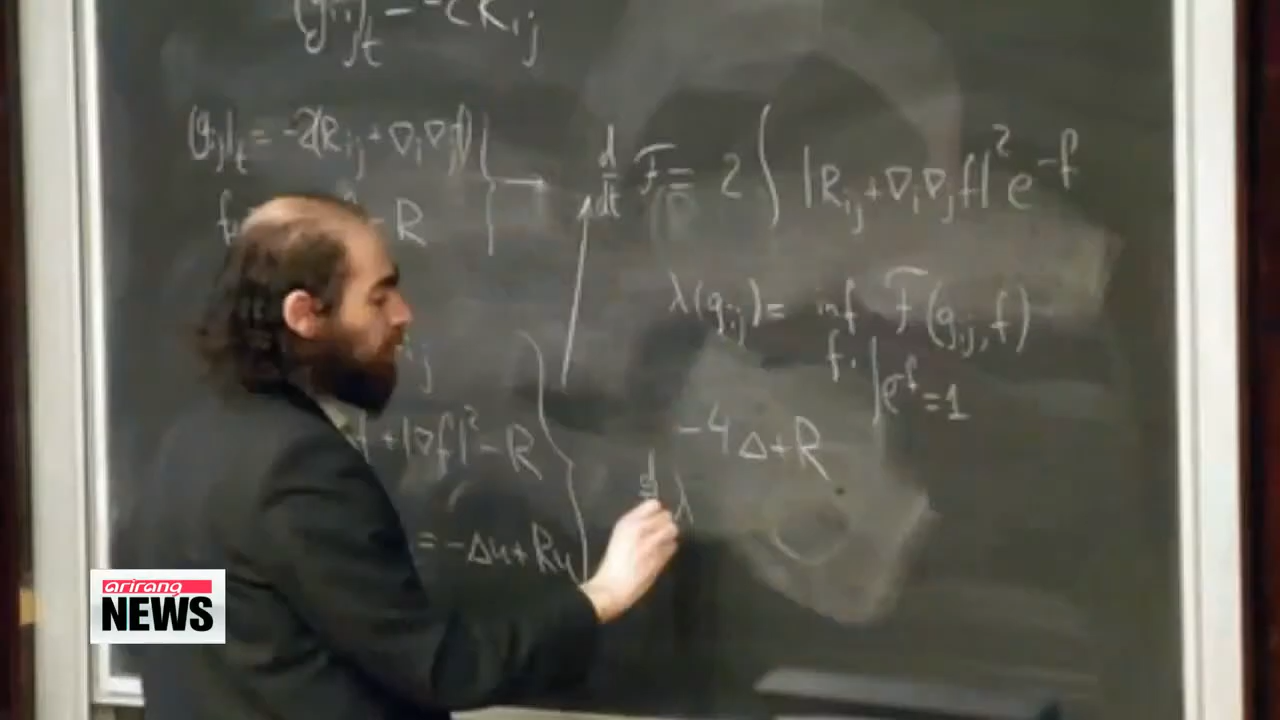 (gij)t = -2Rij
(gij)t = -2(Rij + ∇i∇jf) } → d/dt F = 2 ∫ |Rij + ∇i∇jf|² e^-f
- R
λ(gij) = inf F(gij, f)
f, ∫e^-f = 1
ij
+ |∇f|² - R
-4Δ + R
d λ
= -Δu + Ru
arirang
NEWS